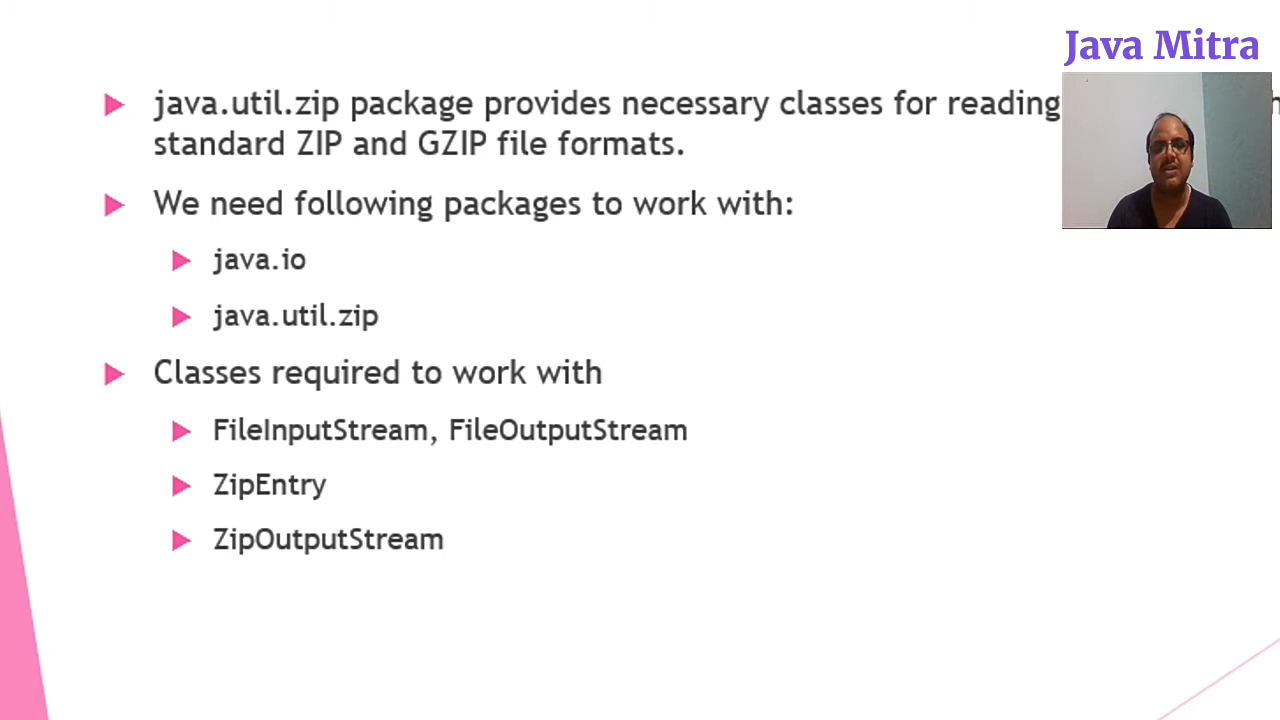 Java Mitra
java.util.zip package provides necessary classes for reading
standard ZIP and GZIP file formats.
We need following packages to work with:
java.io
java.util.zip
Classes required to work with
FileInputStream, FileOutputStream
ZipEntry
ZipOutputStream